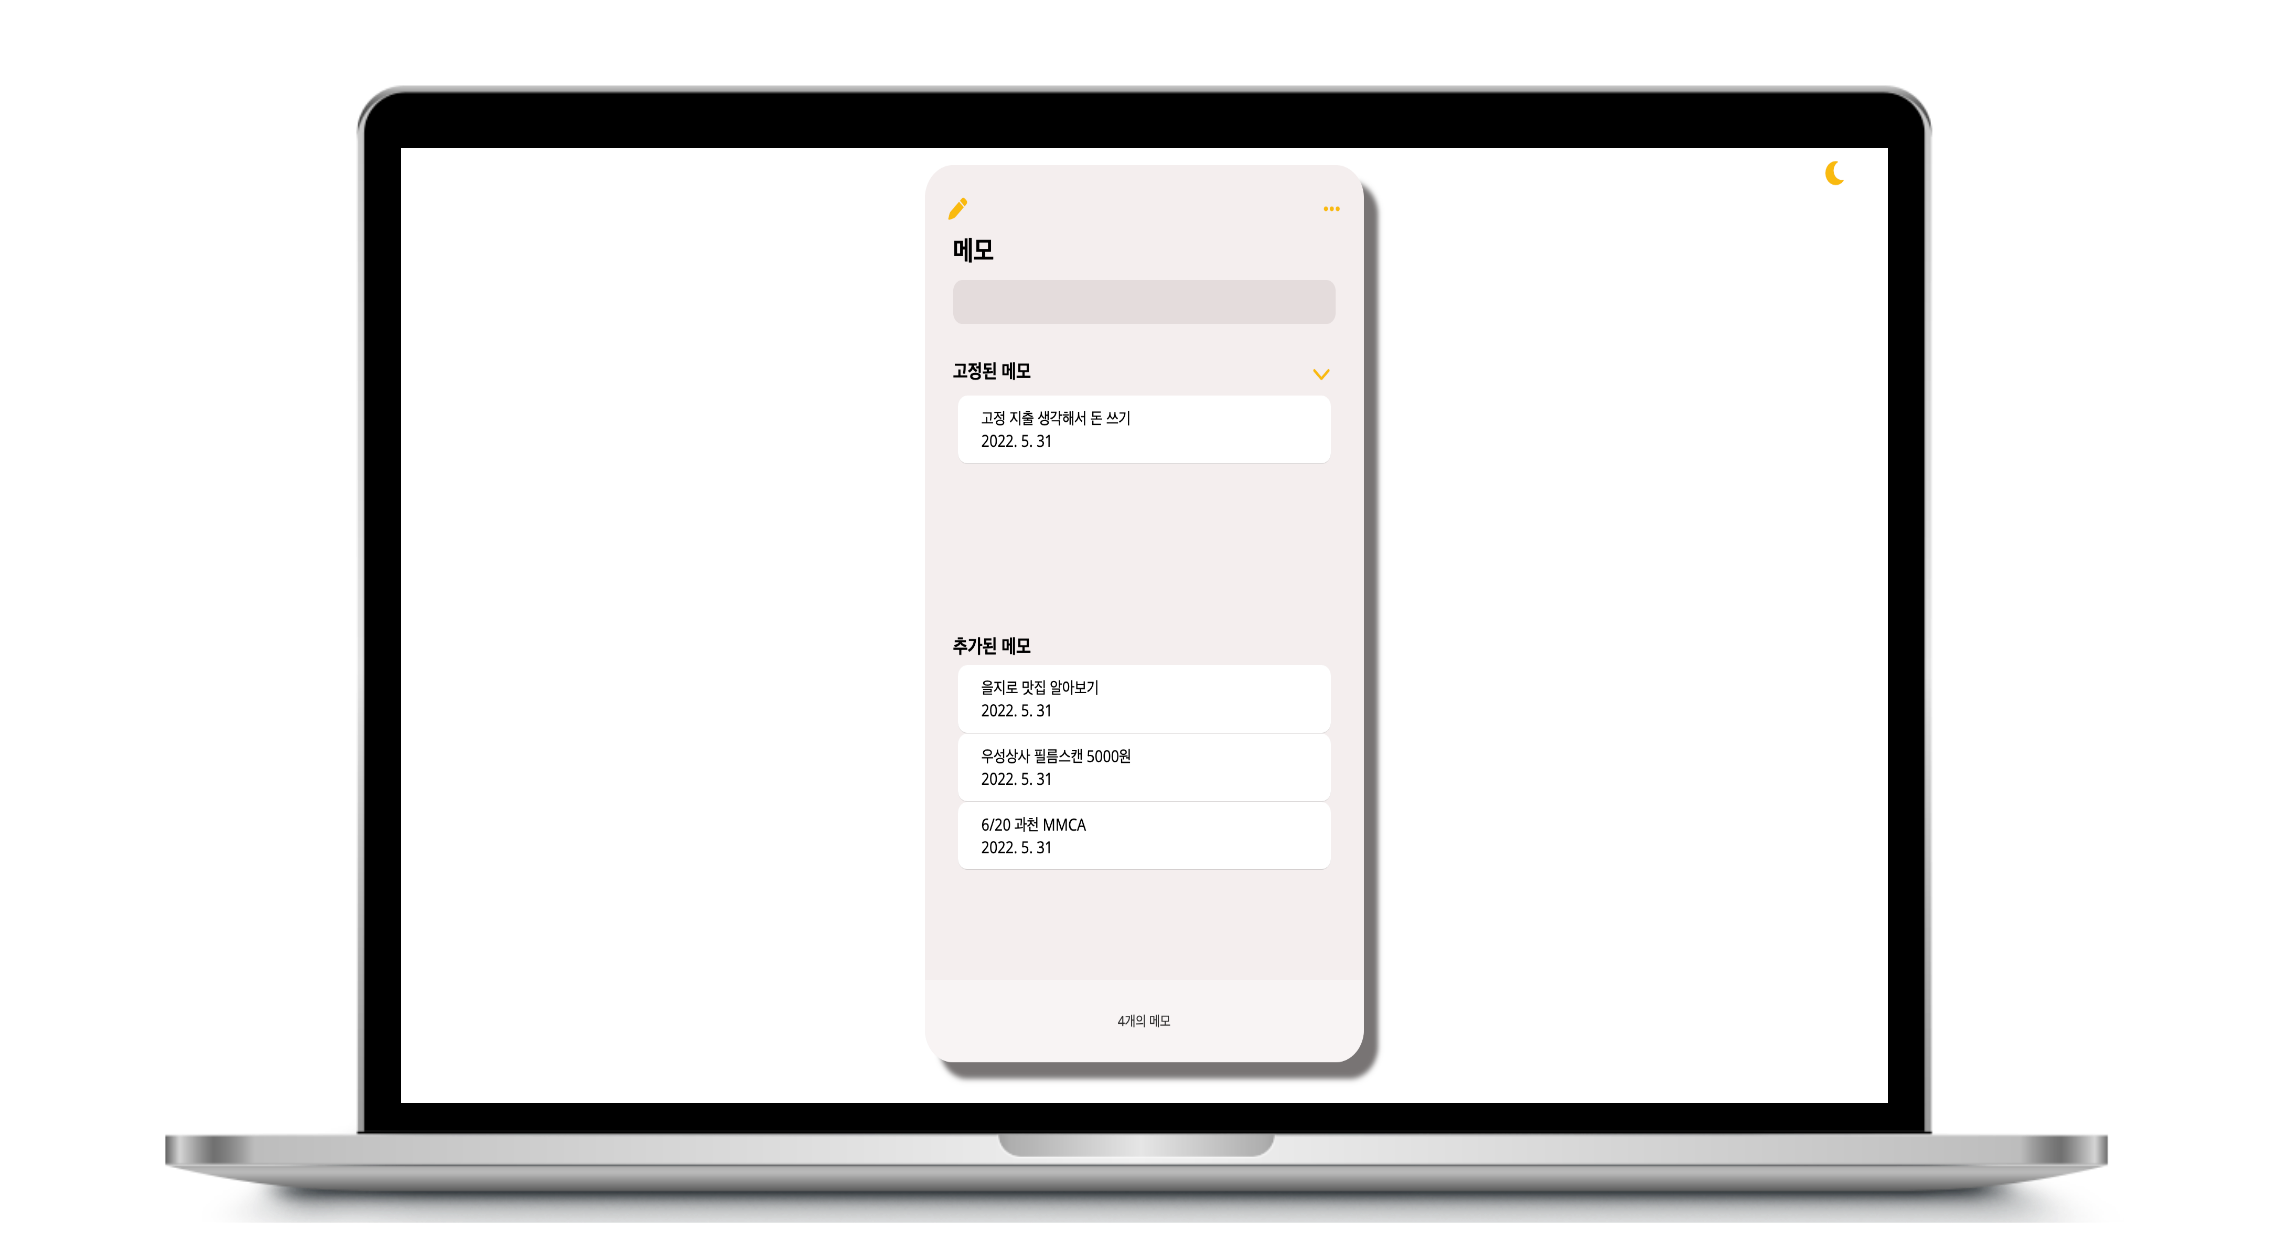 메모
고정된 메모
고정 지출 생각해서 돈 쓰기
2022. 5. 31
추가된 메모
을지로 맛집 알아보기
2022. 5. 31
우성상사 필름스캔 5000원
2022. 5. 31
6/20 과천 MMCA
2022. 5. 31
4개의 메모